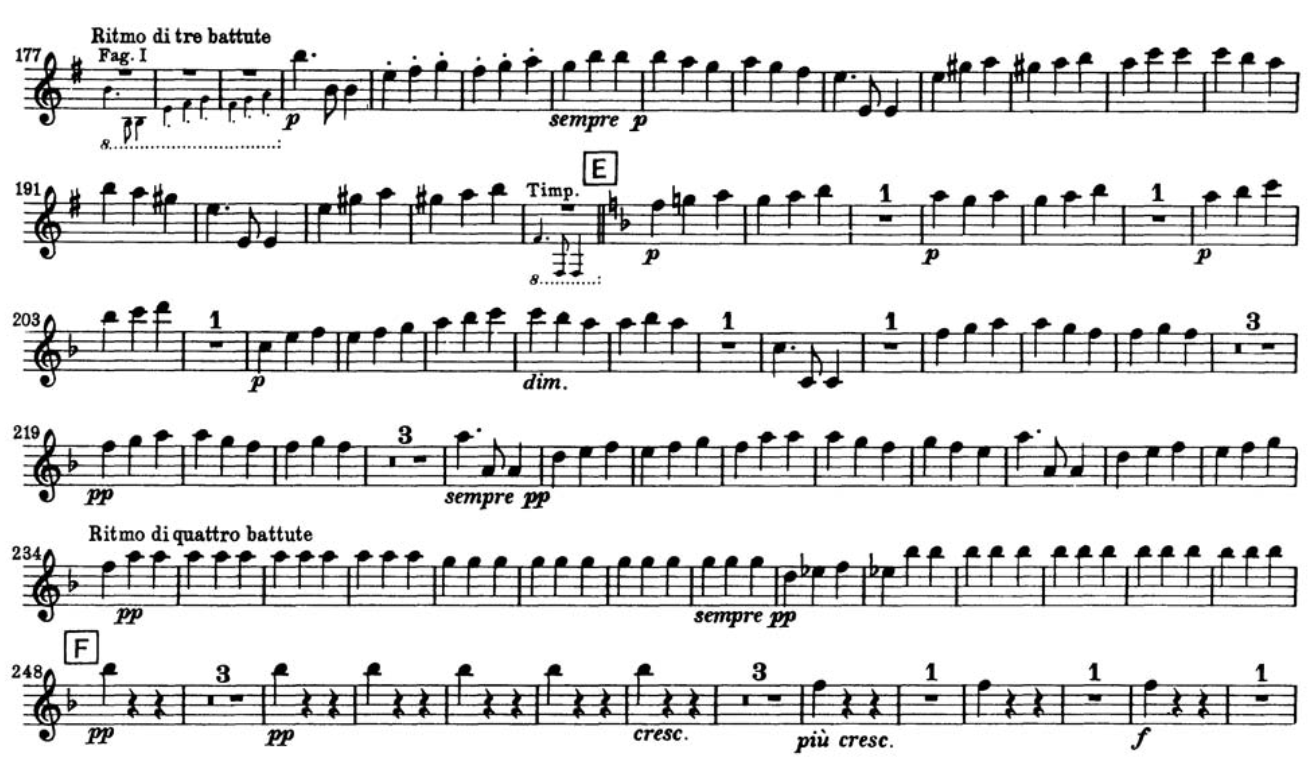 Ritmo di tre battute
177 Fag. I
8
p sempre p
E
191 Timp. 1 1
8 p p p
203 1 1 1 3
p dim.
219 3
pp sempre pp
Ritmo di quattro battute
234
pp sempre pp
F
248 3 3 1 1 1
pp pp cresc. più cresc. f